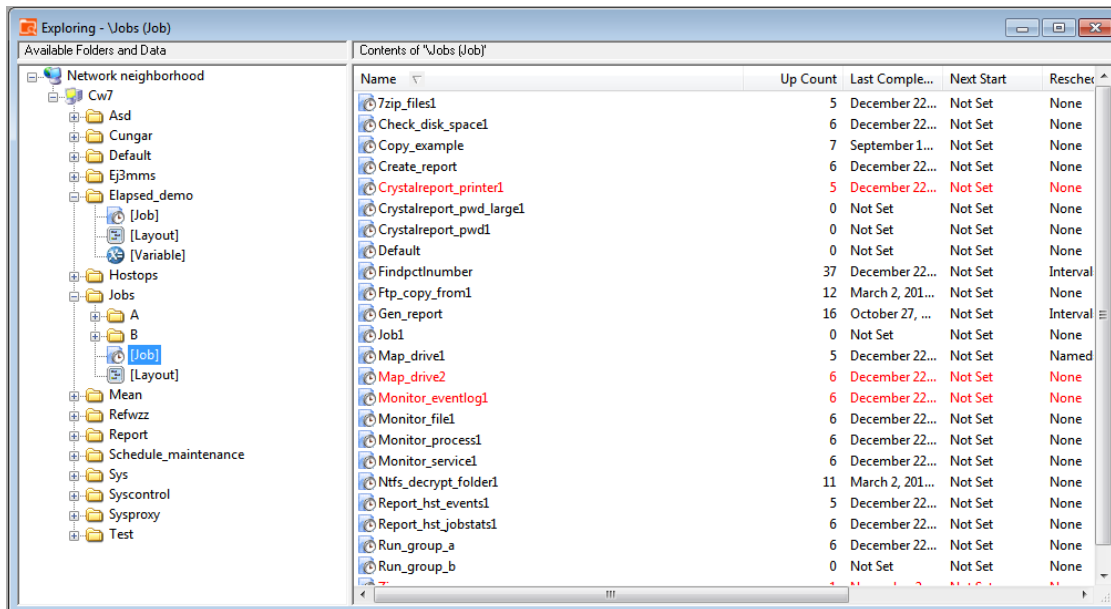 Exploring - \Jobs (Job)
Available Folders and Data
Contents of '\Jobs (Job)'
Network neighborhood
Cw7
Asd
Cungar
Default
Ej3mms
Elapsed_demo
[Job]
[Layout]
[Variable]
Hostops
Jobs
A
B
[Job]
[Layout]
Mean
Refwzz
Report
Schedule_maintenance
Sys
Syscontrol
Sysproxy
Test
Name Up Count Last Comple... Next Start Resched
7zip_files1 5 December 22... Not Set None
Check_disk_space1 6 December 22... Not Set None
Copy_example 7 September 1... Not Set None
Create_report 6 December 22... Not Set None
Crystalreport_printer1 5 December 22... Not Set None
Crystalreport_pwd_large1 0 Not Set Not Set None
Crystalreport_pwd1 0 Not Set Not Set None
Default 0 Not Set Not Set None
Findpctlnumber 37 December 22... Not Set Interval
Ftp_copy_from1 12 March 2, 201... Not Set None
Gen_report 16 October 27, ... Not Set Interval
Job1 0 Not Set Not Set None
Map_drive1 5 December 22... Not Set Named
Map_drive2 6 December 22... Not Set None
Monitor_eventlog1 6 December 22... Not Set None
Monitor_file1 6 December 22... Not Set None
Monitor_process1 6 December 22... Not Set None
Monitor_service1 6 December 22... Not Set None
Ntfs_decrypt_folder1 11 March 2, 201... Not Set None
Report_hst_events1 5 December 22... Not Set None
Report_hst_jobstats1 6 December 22... Not Set None
Run_group_a 6 December 22... Not Set None
Run_group_b 0 Not Set Not Set None